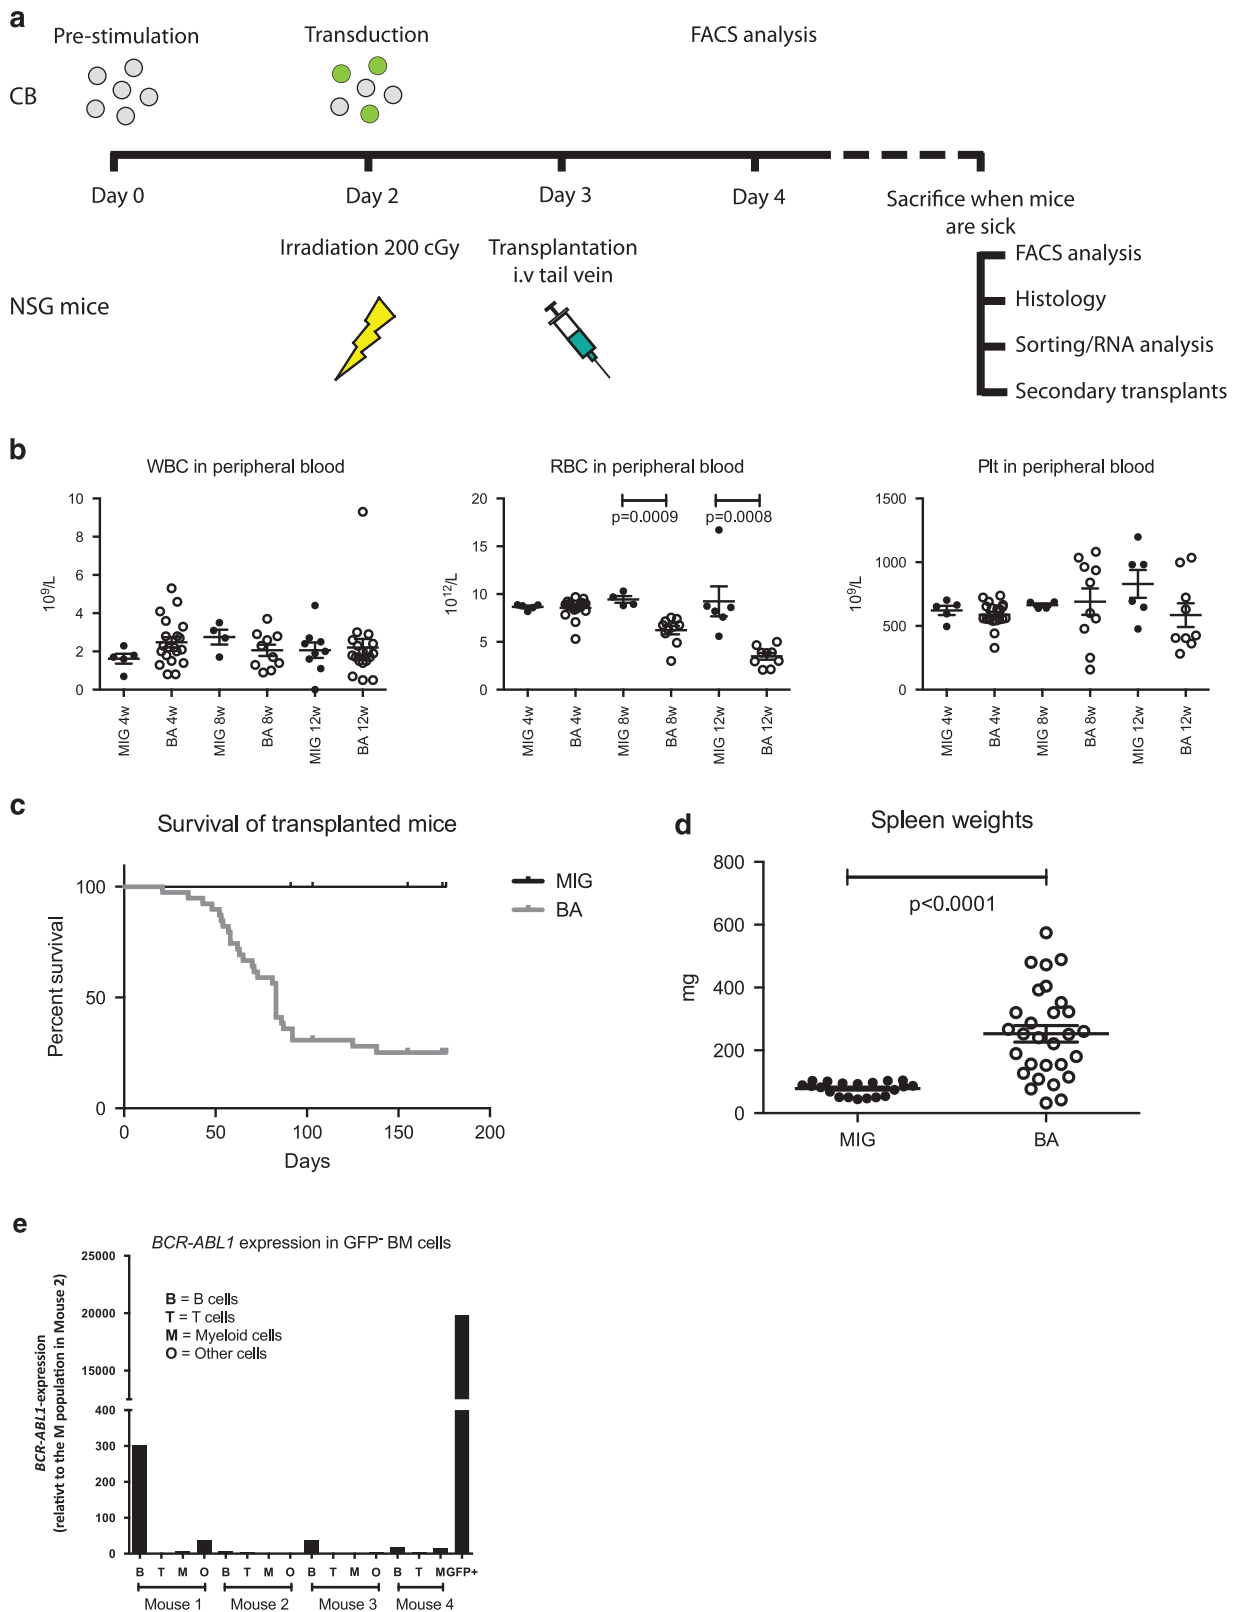 a
Pre-stimulation
Transduction
FACS analysis
CB
Day 0
Day 2
Day 3
Day 4
Sacrifice when mice
are sick
Irradiation 200 cGy
Transplantation
i.v tail vein
NSG mice
FACS analysis
Histology
Sorting/RNA analysis
Secondary transplants
b
WBC in peripheral blood
10⁹/L
10
8
6
4
2
0
MIG 4w
BA 4w
MIG 8w
BA 8w
MIG 12w
BA 12w
RBC in peripheral blood
10¹²/L
20
15
10
5
0
p=0.0009
p=0.0008
MIG 4w
BA 4w
MIG 8w
BA 8w
MIG 12w
BA 12w
Plt in peripheral blood
10⁹/L
1500
1000
500
0
MIG 4w
BA 4w
MIG 8w
BA 8w
MIG 12w
BA 12w
c
Survival of transplanted mice
Percent survival
100
50
0
0 50 100 150 200
Days
MIG
BA
d
Spleen weights
mg
800
600
400
200
0
p<0.0001
MIG BA
e
BCR-ABL1 expression in GFP⁻ BM cells
BCR-ABL1-expression
(relativt to the M population in Mouse 2)
25000
20000
15000
400
300
200
100
0
B = B cells
T = T cells
M = Myeloid cells
O = Other cells
B T M O B T M O B T M O B T M GFP+
Mouse 1 Mouse 2 Mouse 3 Mouse 4